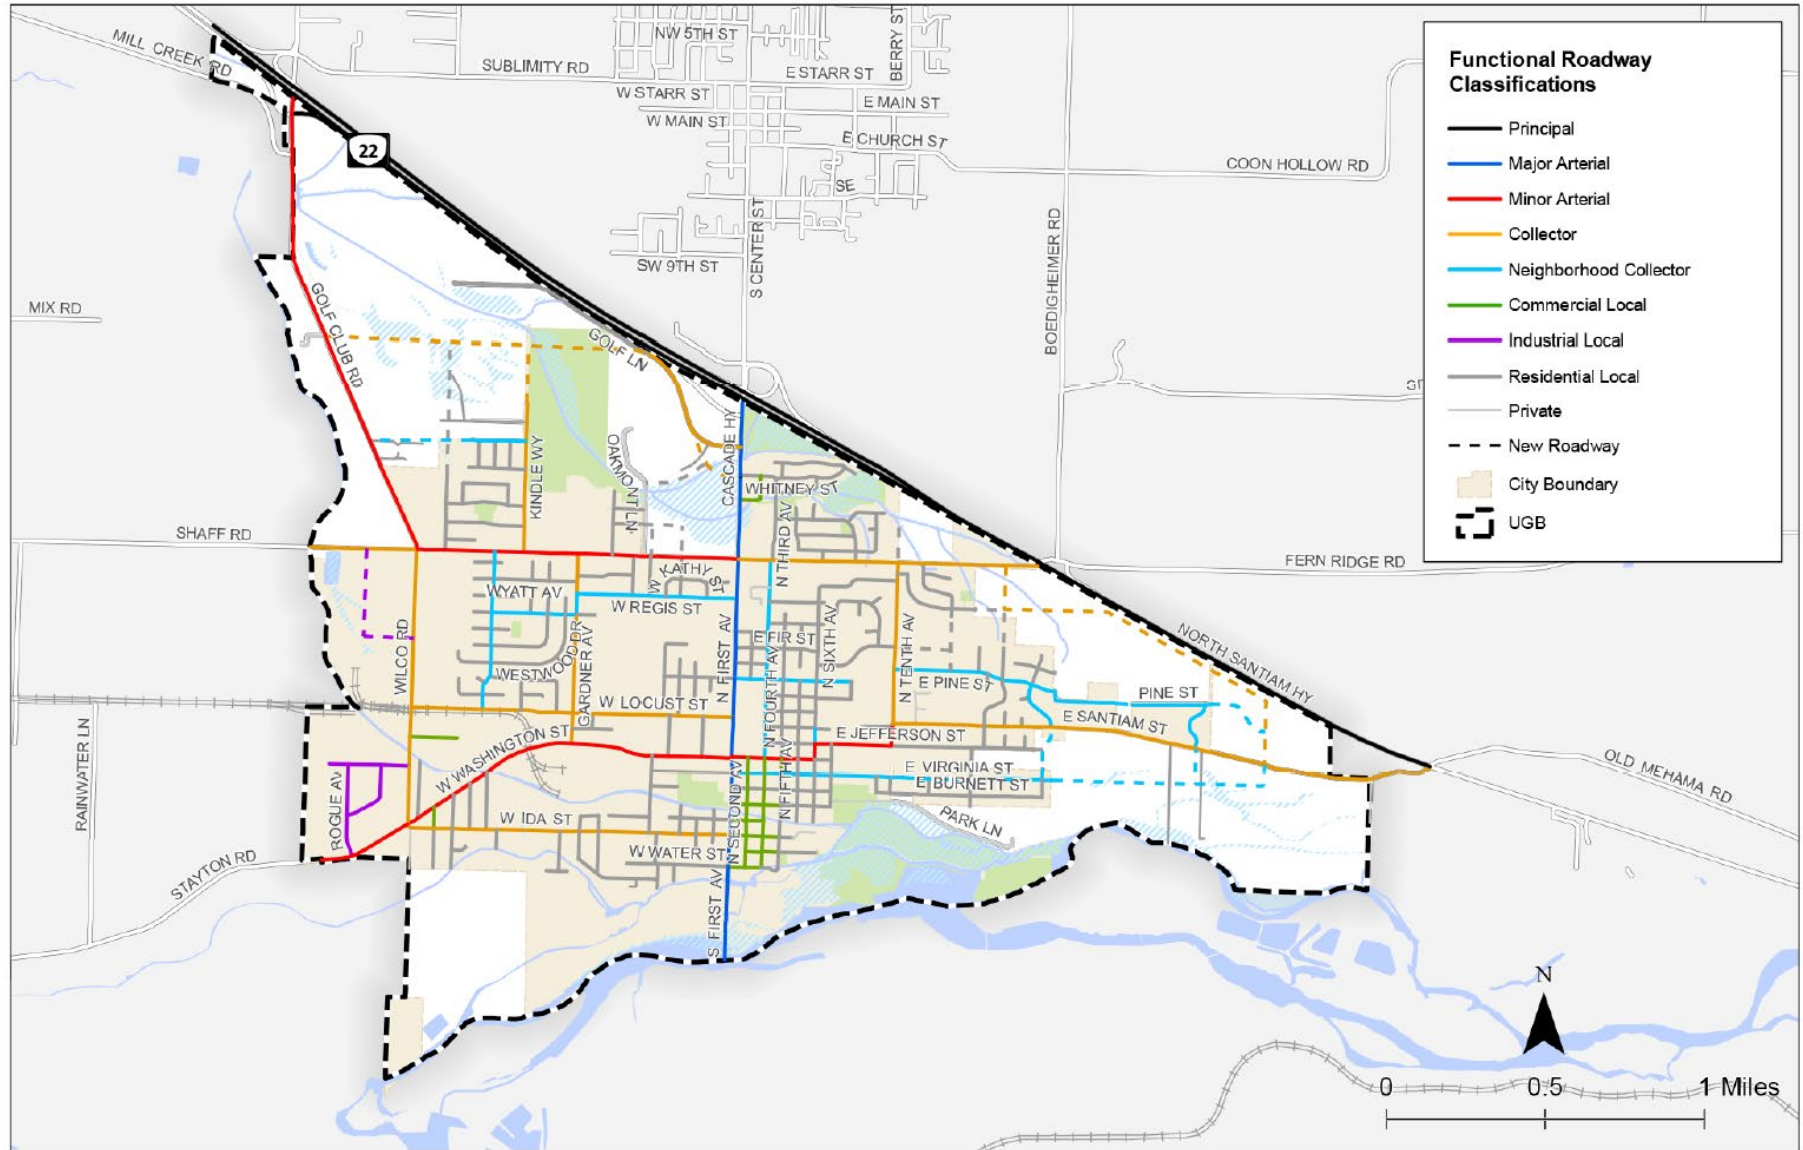 MILL CREEK RD
NW 5TH ST
BERRY ST
SUBLIMITY RD
E STARR ST
W STARR ST
E MAIN ST
W MAIN ST
E CHURCH ST
22
COON HOLLOW RD
SE
S CENTER ST
BOEDIGHEIMER RD
SW 9TH ST
MIX RD
GOLF CLUB RD
GOLF LN
KINDLE WY
OAKMONT LN
CASCADE HY
WHITNEY ST
SHAFF RD
N THIRD AV
FERN RIDGE RD
W KATHY ST
WYATT AV
W REGIS ST
WILCO RD
WESTWOOD DR
GARDNER AV
N FIRST AV
E FIR ST
N SIXTH AV
N TENTH AV
NORTH SANTIAM HY
E PINE ST
PINE ST
N FOURTH AV
W LOCUST ST
E SANTIAM ST
E JEFFERSON ST
RAINWATER LN
W WASHINGTON ST
E VIRGINIA ST
E BURNETT ST
OLD MEHAMA RD
ROGUE AV
N SECOND AV
N FIFTH AV
PARK LN
W IDA ST
W WATER ST
STAYTON RD
S FIRST AV
Functional Roadway
Classifications
Principal
Major Arterial
Minor Arterial
Collector
Neighborhood Collector
Commercial Local
Industrial Local
Residential Local
Private
New Roadway
City Boundary
UGB
N
0 0.5 1 Miles